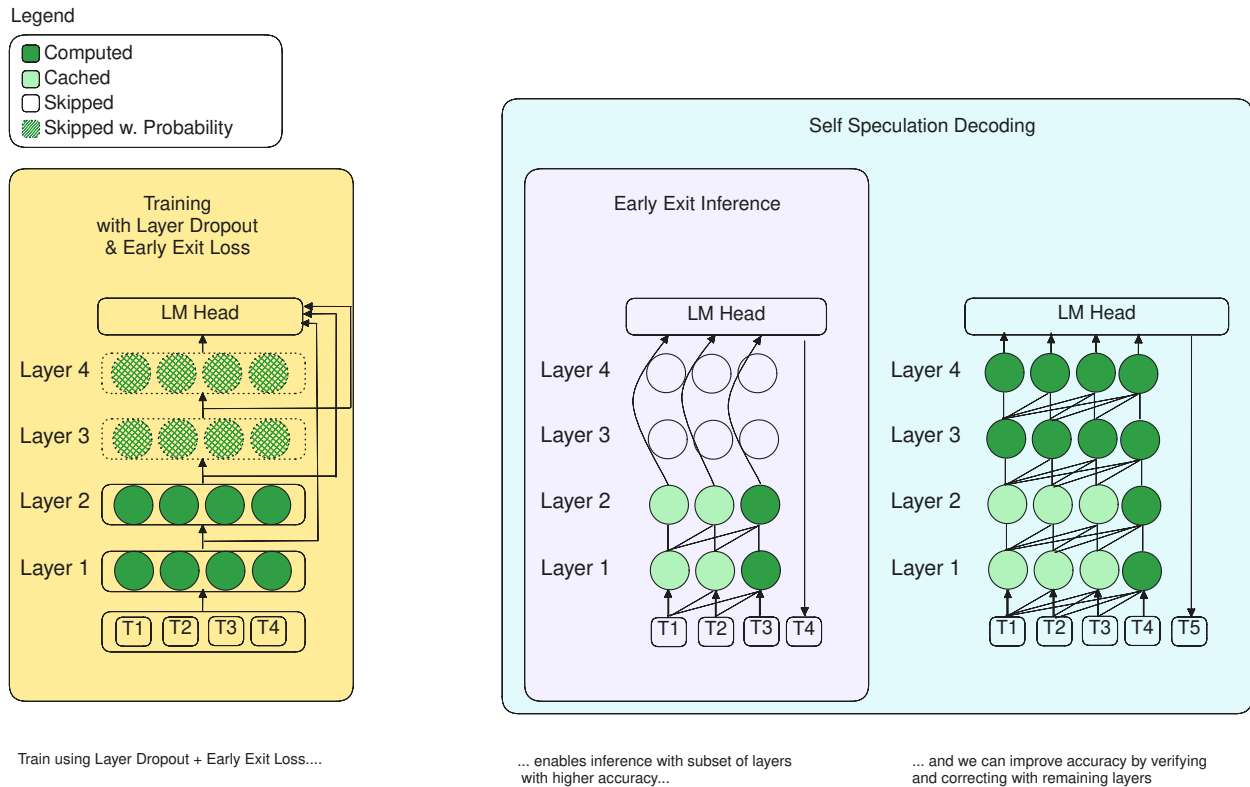 Legend
Computed
Cached
Skipped
Skipped w. Probability
Training
with Layer Dropout
& Early Exit Loss
LM Head
Layer 4
Layer 3
Layer 2
Layer 1
T1 T2 T3 T4
Self Speculation Decoding
Early Exit Inference
LM Head
Layer 4
Layer 3
Layer 2
Layer 1
T1 T2 T3 T4
LM Head
Layer 4
Layer 3
Layer 2
Layer 1
T1 T2 T3 T4 T5
Train using Layer Dropout + Early Exit Loss....
... enables inference with subset of layers
with higher accuracy...
... and we can improve accuracy by verifying
and correcting with remaining layers